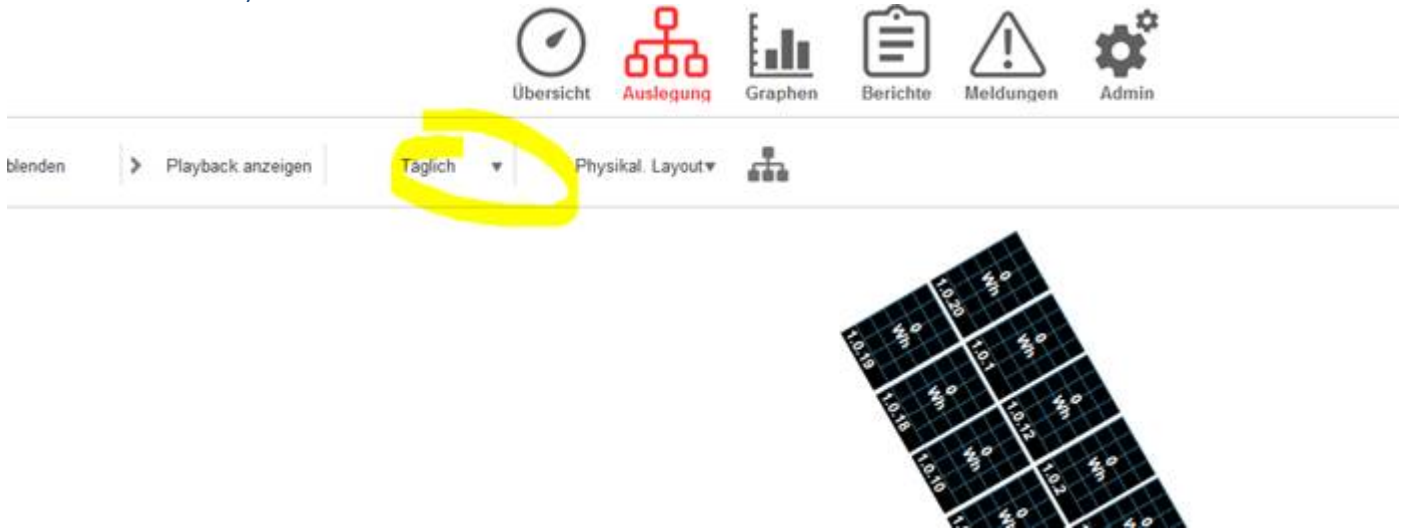 Übersicht Auslegung Graphen Berichte Meldungen Admin
blenden Playback anzeigen Täglich Physikal. Layout
0 Wh
1.0.20
0 Wh
1.0.19
0 Wh
1.0.1
0 Wh
1.0.18
0 Wh
1.0.12
0 Wh
1.0.10
0 Wh
1.0.2
0 Wh